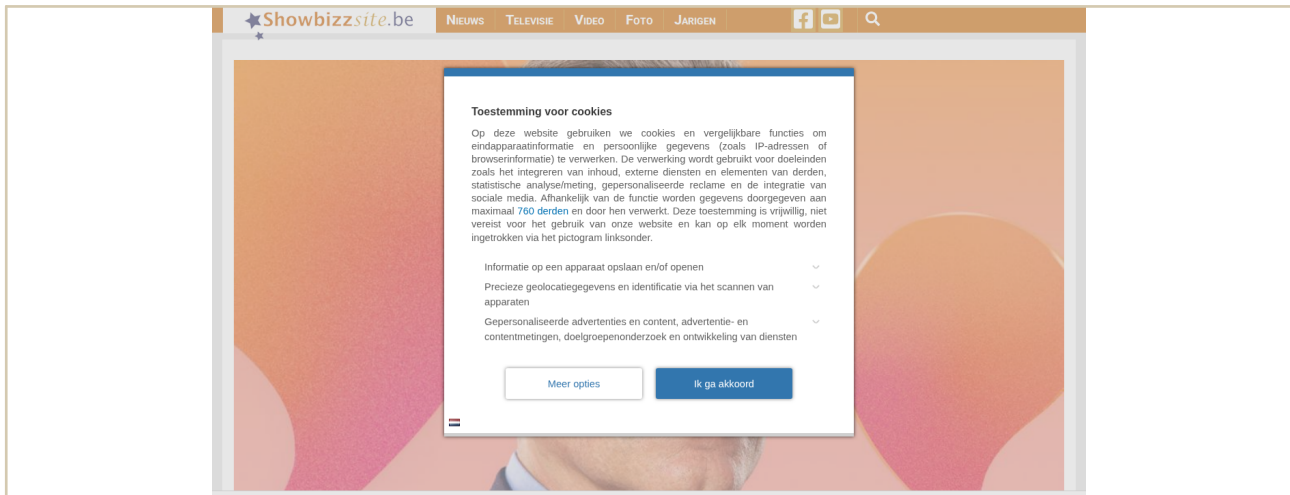 Showbizzsite.be
Nieuws Televisie Video Foto Jarigen
Toestemming voor cookies
Op deze website gebruiken we cookies en vergelijkbare functies om
eindapparaatinformatie en persoonlijke gegevens (zoals IP-adressen of
browserinformatie) te verwerken. De verwerking wordt gebruikt voor doeleinden
zoals het integreren van inhoud, externe diensten en elementen van derden,
statistische analyse/meting, gepersonaliseerde reclame en de integratie van
sociale media. Afhankelijk van de functie worden gegevens doorgegeven aan
maximaal 760 derden en door hen verwerkt. Deze toestemming is vrijwillig, niet
vereist voor het gebruik van onze website en kan op elk moment worden
ingetrokken via het pictogram linksonder.
Informatie op een apparaat opslaan en/of openen
Precieze geolocatiegegevens en identificatie via het scannen van
apparaten
Gepersonaliseerde advertenties en content, advertentie- en
contentmetingen, doelgroepenonderzoek en ontwikkeling van diensten
Meer opties
Ik ga akkoord